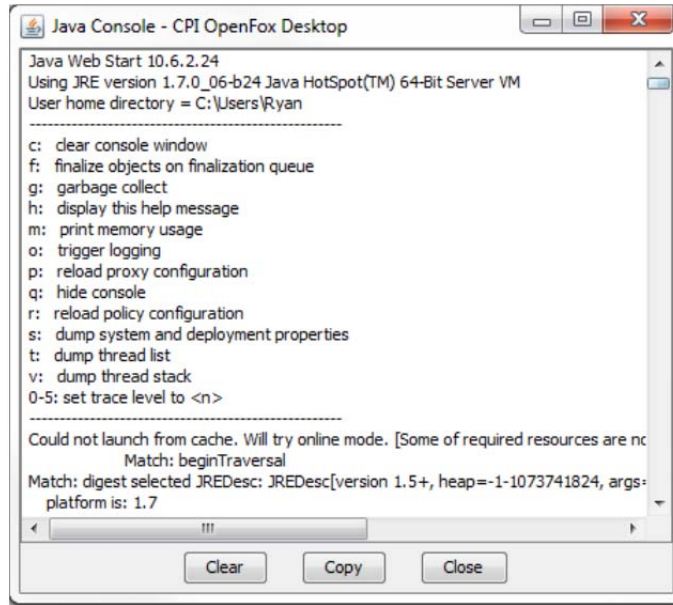 Java Console - CPI OpenFox Desktop
Java Web Start 10.6.2.24
Using JRE version 1.7.0_06-b24 Java HotSpot(TM) 64-Bit Server VM
User home directory = C:\Users\Ryan
----------------------------------------------------
c:   clear console window
f:   finalize objects on finalization queue
g:   garbage collect
h:   display this help message
m:   print memory usage
o:   trigger logging
p:   reload proxy configuration
q:   hide console
r:   reload policy configuration
s:   dump system and deployment properties
t:   dump thread list
v:   dump thread stack
0-5: set trace level to <n>
----------------------------------------------------
Could not launch from cache. Will try online mode. [Some of required resources are
Match: beginTraversal
Match: digest selected JREDesc: JREDesc[version 1.5+, heap=-1-1073741824, args=
platform is: 1.7
Clear Copy Close